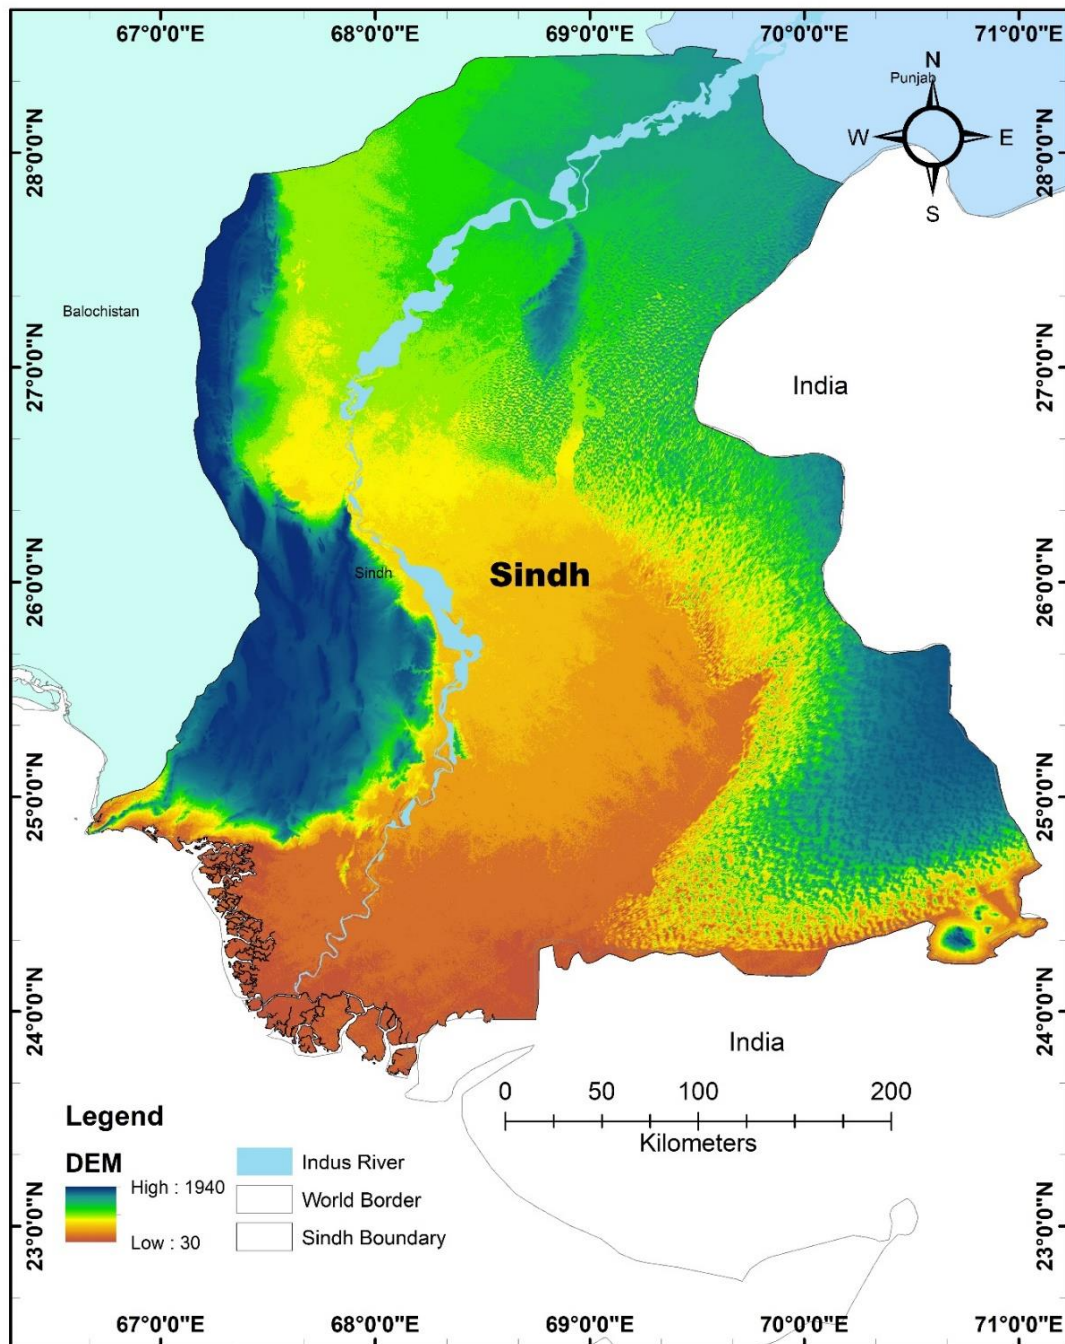 67°0'0"E 68°0'0"E 69°0'0"E 70°0'0"E 71°0'0"E
N
Punjab
W E
S
28°0'0"N 28°0'0"N
Balochistan
27°0'0"N 27°0'0"N
India
26°0'0"N 26°0'0"N
Sindh
Sindh
25°0'0"N 25°0'0"N
24°0'0"N 24°0'0"N
India
0 50 100 200
Kilometers
Legend
DEM
High : 1940
Low : 30
Indus River
World Border
Sindh Boundary
23°0'0"N 23°0'0"N
67°0'0"E 68°0'0"E 69°0'0"E 70°0'0"E 71°0'0"E